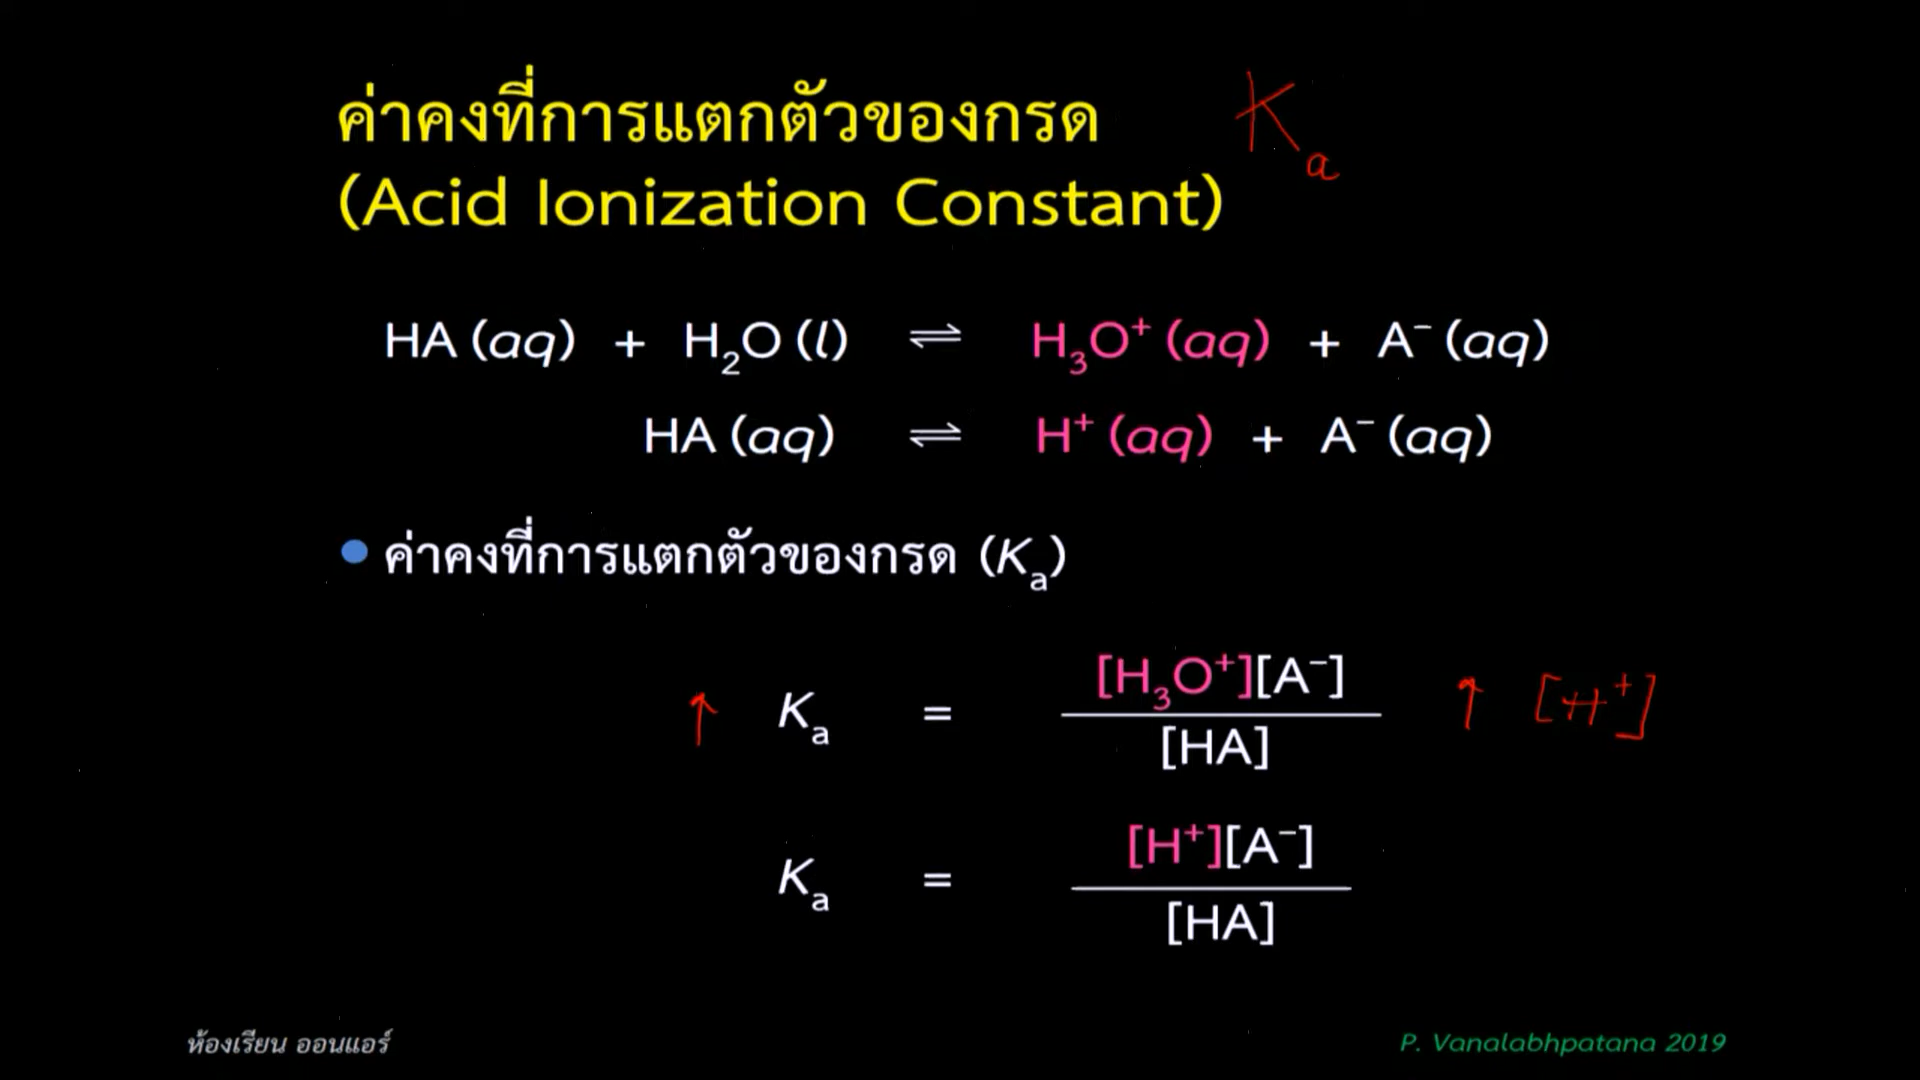 ค่าคงที่การแตกตัวของกรด K a
(Acid Ionization Constant)
HA (aq) + H₂O (l) ⇌ H₃O⁺ (aq) + A⁻ (aq)
HA (aq) ⇌ H⁺ (aq) + A⁻ (aq)
● ค่าคงที่การแตกตัวของกรด (Kₐ)
↑ Kₐ = [H₃O⁺][A⁻] ↑ [H⁺]
[HA]
Kₐ = [H⁺][A⁻]
[HA]
ห้องเรียน ออนแอร์ P. Vanalabhpatana 2019